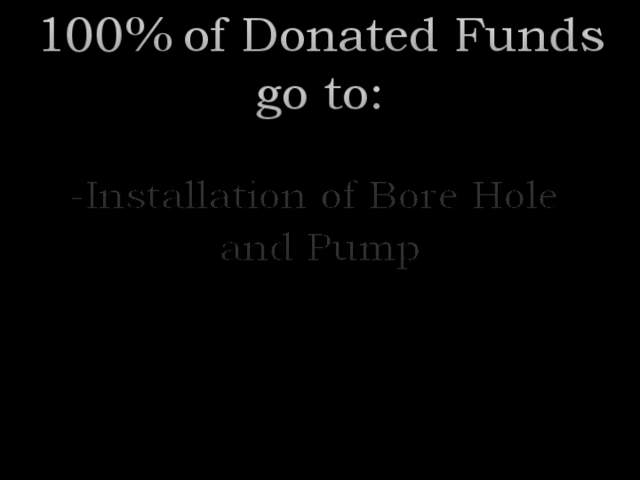 100% of Donated Funds
go to:
-Installation of Bore Hole
and Pump